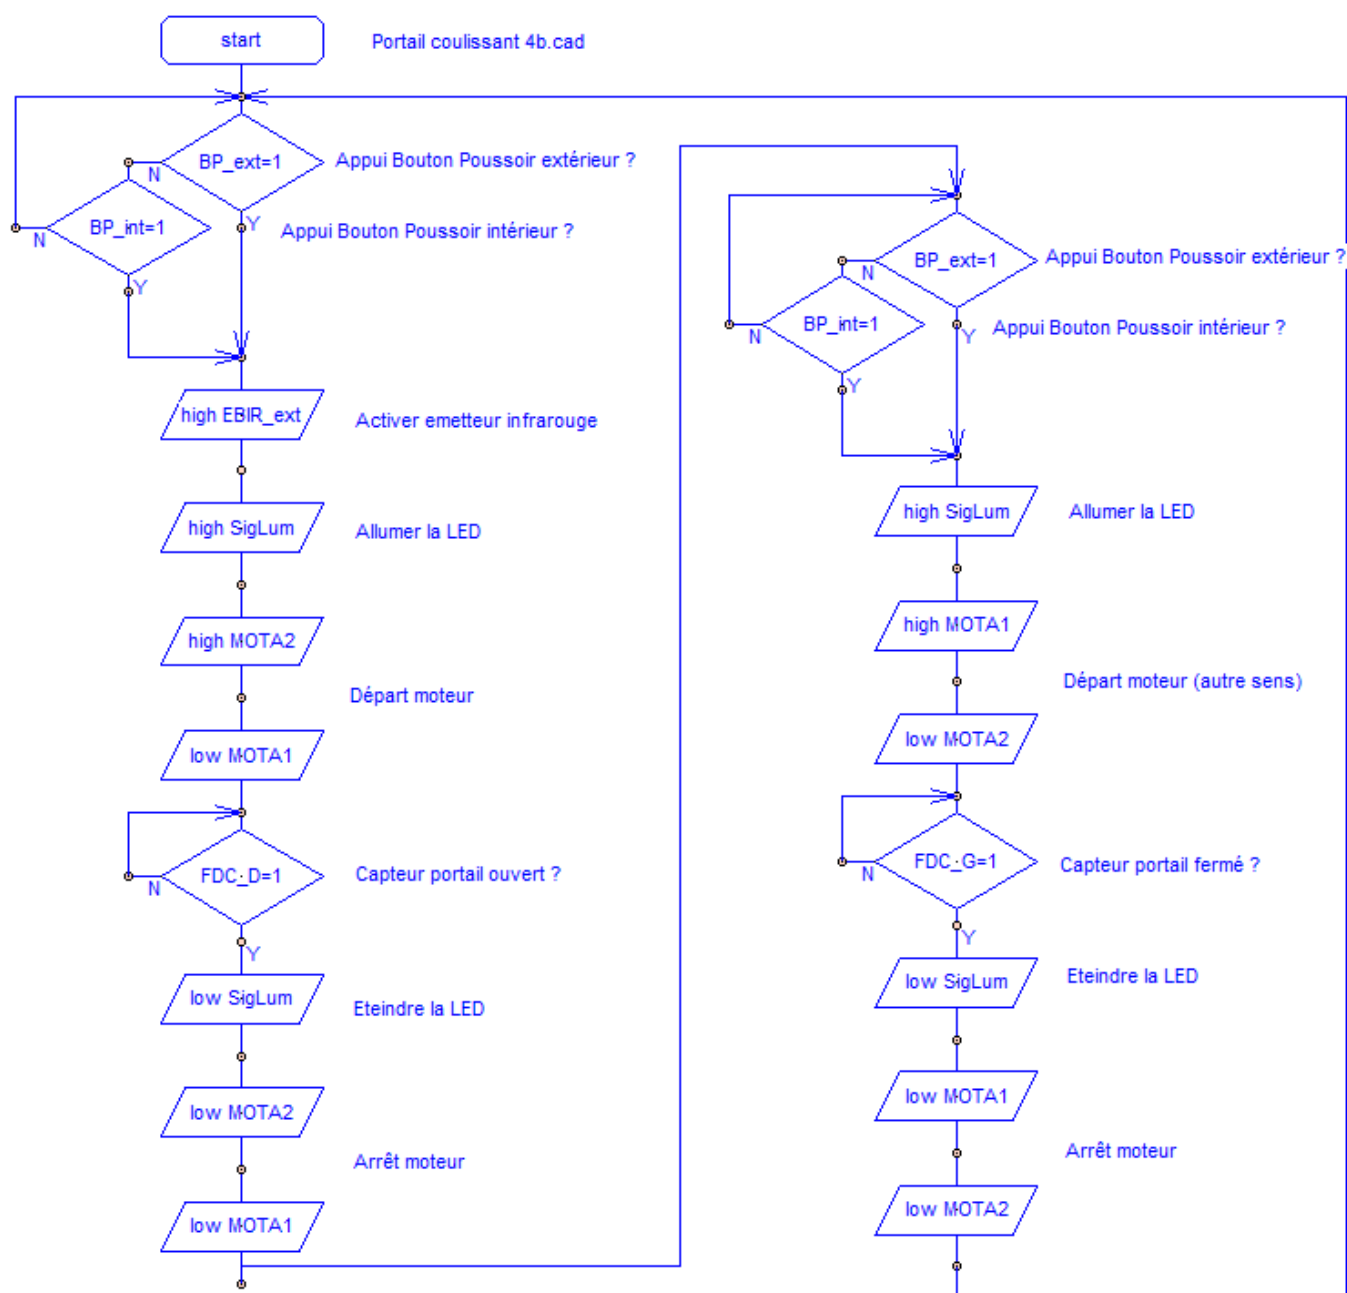 start
Portail coulissant 4b.cad
BP_ext=1
N
Y
Appui Bouton Poussoir extérieur ?
BP_int=1
N
Y
Appui Bouton Poussoir intérieur ?
high EBIR_ext
Activer emetteur infrarouge
high SigLum
Allumer la LED
high MOTA2
Départ moteur
low MOTA1
FDC_D=1
N
Y
Capteur portail ouvert ?
low SigLum
Eteindre la LED
low MOTA2
Arrêt moteur
low MOTA1
BP_ext=1
N
Y
Appui Bouton Poussoir extérieur ?
BP_int=1
N
Y
Appui Bouton Poussoir intérieur ?
high SigLum
Allumer la LED
high MOTA1
Départ moteur (autre sens)
low MOTA2
FDC_G=1
N
Y
Capteur portail fermé ?
low SigLum
Eteindre la LED
low MOTA1
Arrêt moteur
low MOTA2